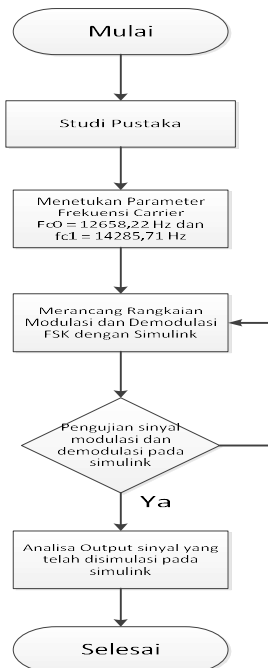 Mulai
Studi Pustaka
Menetukan Parameter
Frekuensi Carrier
Fc0 = 12658,22 Hz dan
fc1 = 14285,71 Hz
Merancang Rangkaian
Modulasi dan Demodulasi
FSK dengan Simulink
Pengujian sinyal
modulasi dan
demodulasi pada
simulink
Ya
Analisa Output sinyal yang
telah disimulasi pada
simulink
Selesai